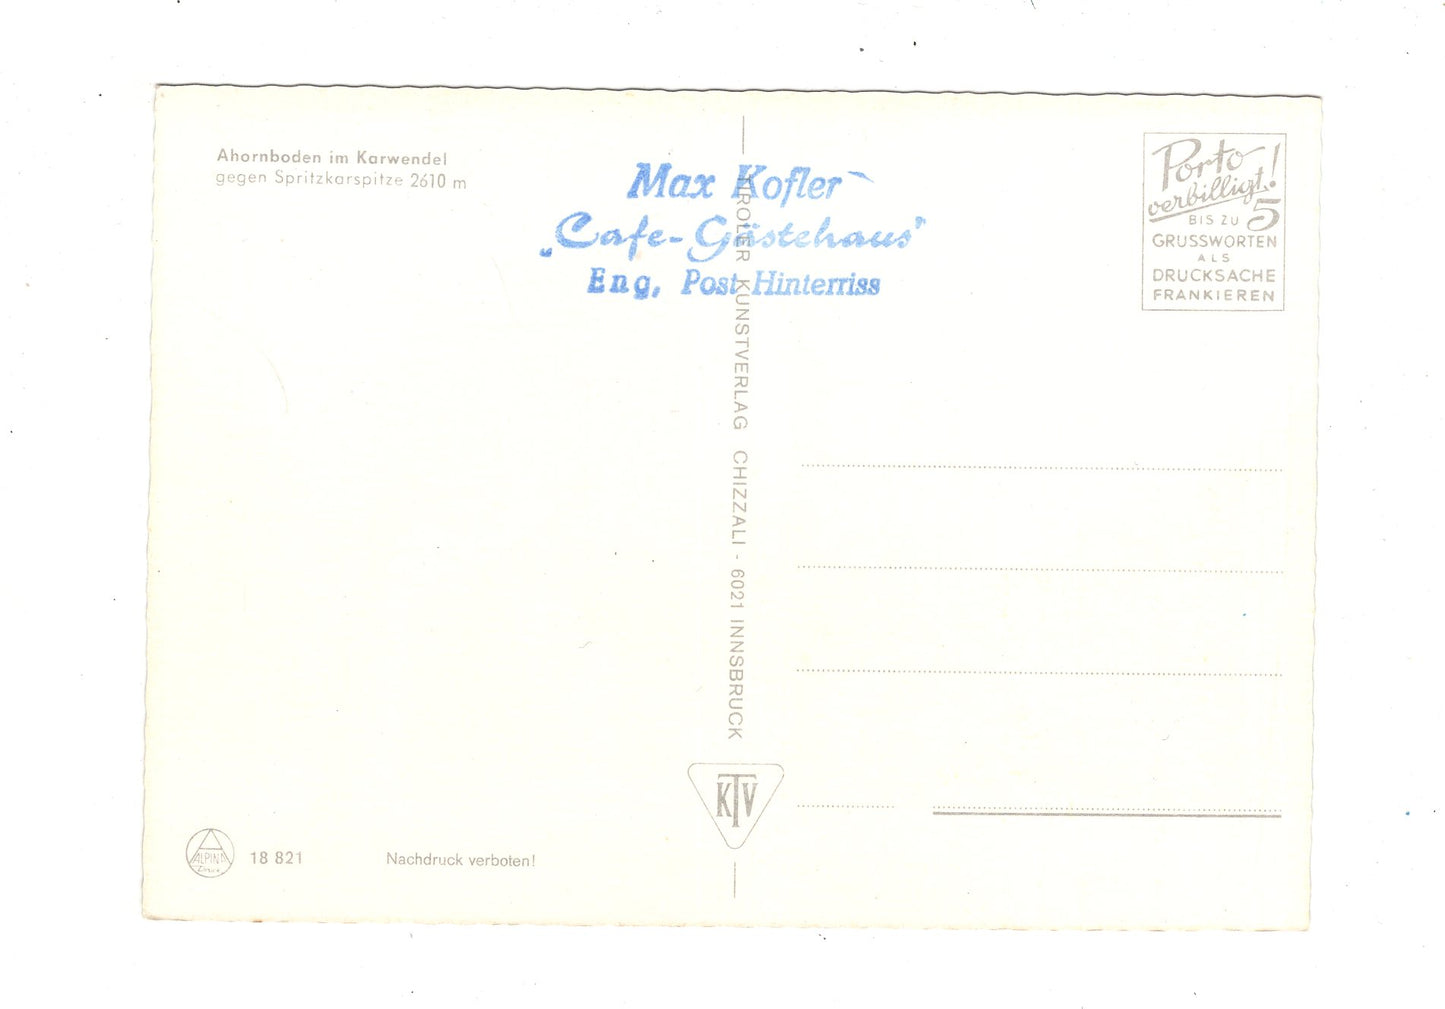 Ahornboden im Karwendel
gegen Spritzkarspitze 2610 m
Max Kofler
„Cafe-Gästehaus"
Eng, Post Hinterriss
Porto
verbilligt!
BIS ZU 5
GRUSSWORTEN
ALS
DRUCKSACHE
FRANKIEREN
TIROLER KUNSTVERLAG CHIZZALI - 6021 INNSBRUCK
KTV
ALPINA
Druck
18 821
Nachdruck verboten!